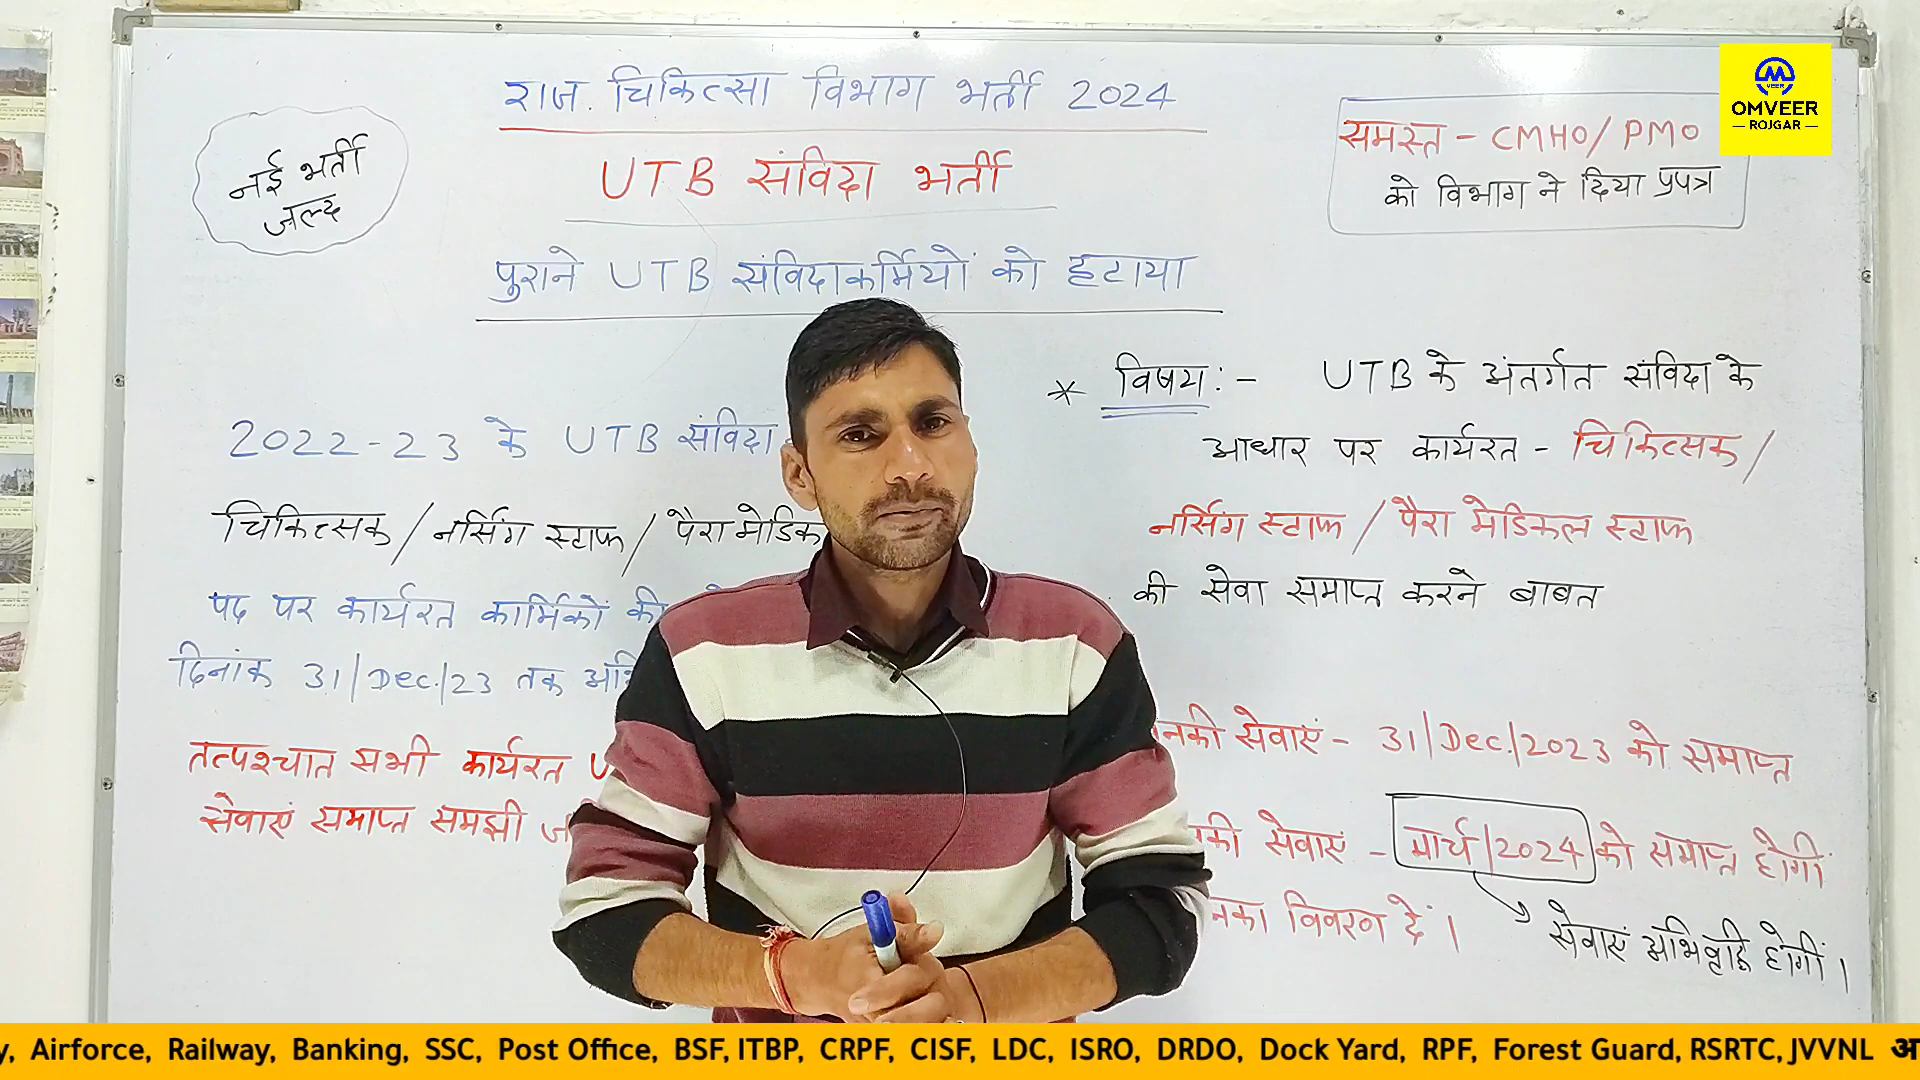 राज. चिकित्सा विभाग भर्ती 2024
UTB संविदा भर्ती
पुराने UTB संविदाकर्मियों को हटाया
नई भर्ती
जल्द
समस्त - CMHO/PMO
को विभाग ने दिया प्रपत्र
VEER
OMVEER
— ROJGAR —
2022-23 के UTB संविदा
चिकित्सक / नर्सिंग स्टाफ / पैरा मेडिक
पद पर कार्यरत कार्मिकों की
दिनांक 31/Dec./23 तक
तत्पश्चात सभी कार्यरत U
सेवाएं समाप्त समझी
* विषय:- UTB के अंतर्गत संविदा के
आधार पर कार्यरत - चिकित्सक /
नर्सिंग स्टाफ / पैरा मेडिकल स्टाफ
की सेवा समाप्त करने बाबत
नकी सेवाएं - 31/Dec./2023 को समाप्त
की सेवाएं - मार्च/2024 को समाप्त होगी
नका विवरण दें ।
सेवाएं अभिवृद्धि होगीं ।
y, Airforce, Railway, Banking, SSC, Post Office, BSF, ITBP, CRPF, CISF, LDC, ISRO, DRDO, Dock Yard, RPF, Forest Guard, RSRTC, JVVNL अ